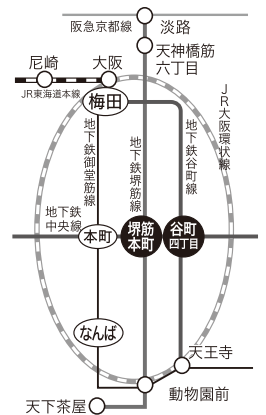 阪急京都線
淡路
天神橋筋
六丁目
尼崎
大阪
JR東海道本線
梅田
JR大阪環状線
地下鉄御堂筋線
地下鉄堺筋線
地下鉄谷町線
地下鉄
中央線
本町
堺筋
本町
谷町
四丁目
なんば
天王寺
動物園前
天下茶屋